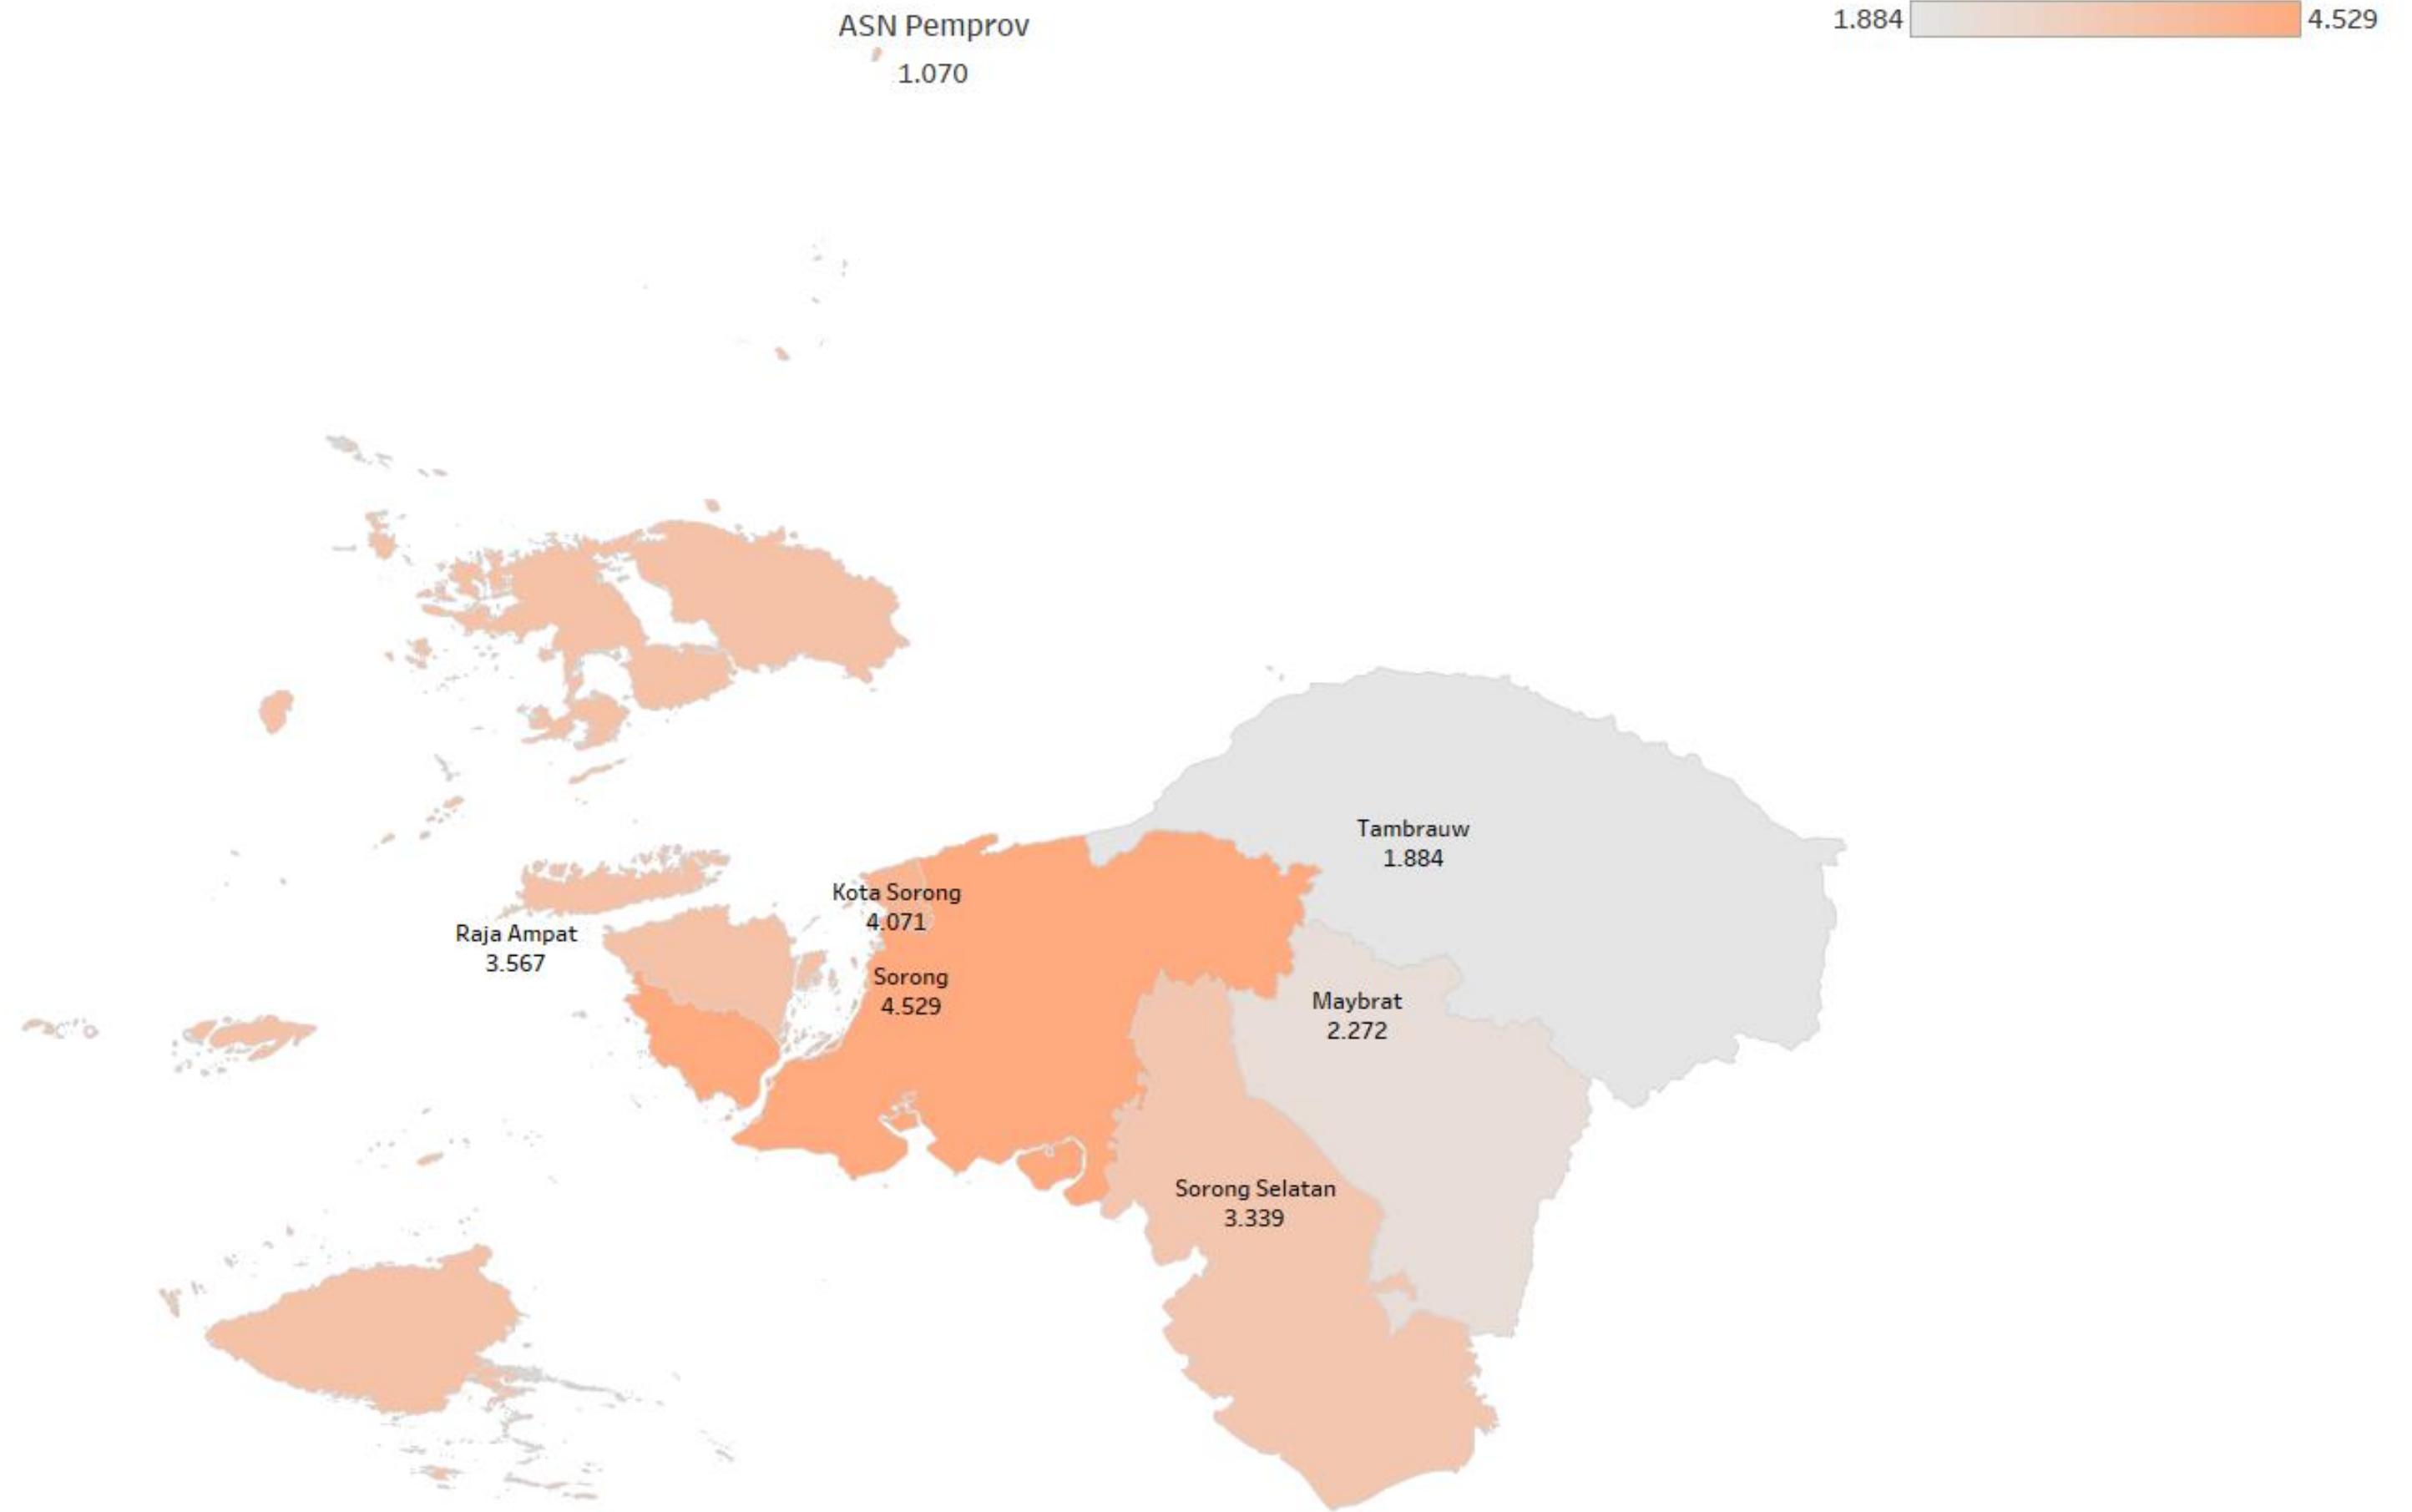 ASN Pemprov
1.070
1.884
4.529
Tambrauw
1.884
Kota Sorong
4.071
Raja Ampat
3.567
Sorong
4.529
Maybrat
2.272
Sorong Selatan
3.339